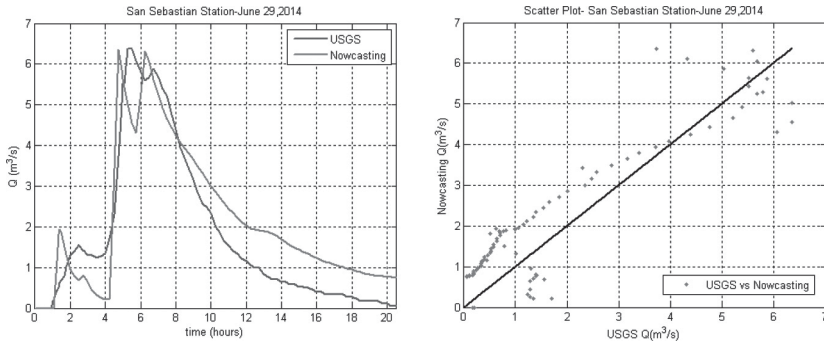 San Sebastian Station-June 29,2014
7
6
5
4
3
2
1
0
Q (m³/s)
0 2 4 6 8 10 12 14 16 18 20
time (hours)
USGS
Nowcasting
Scatter Plot- San Sebastian Station-June 29,2014
7
6
5
4
3
2
1
0
Nowcasting Q(m³/s)
0 1 2 3 4 5 6 7
USGS Q(m³/s)
USGS vs Nowcasting